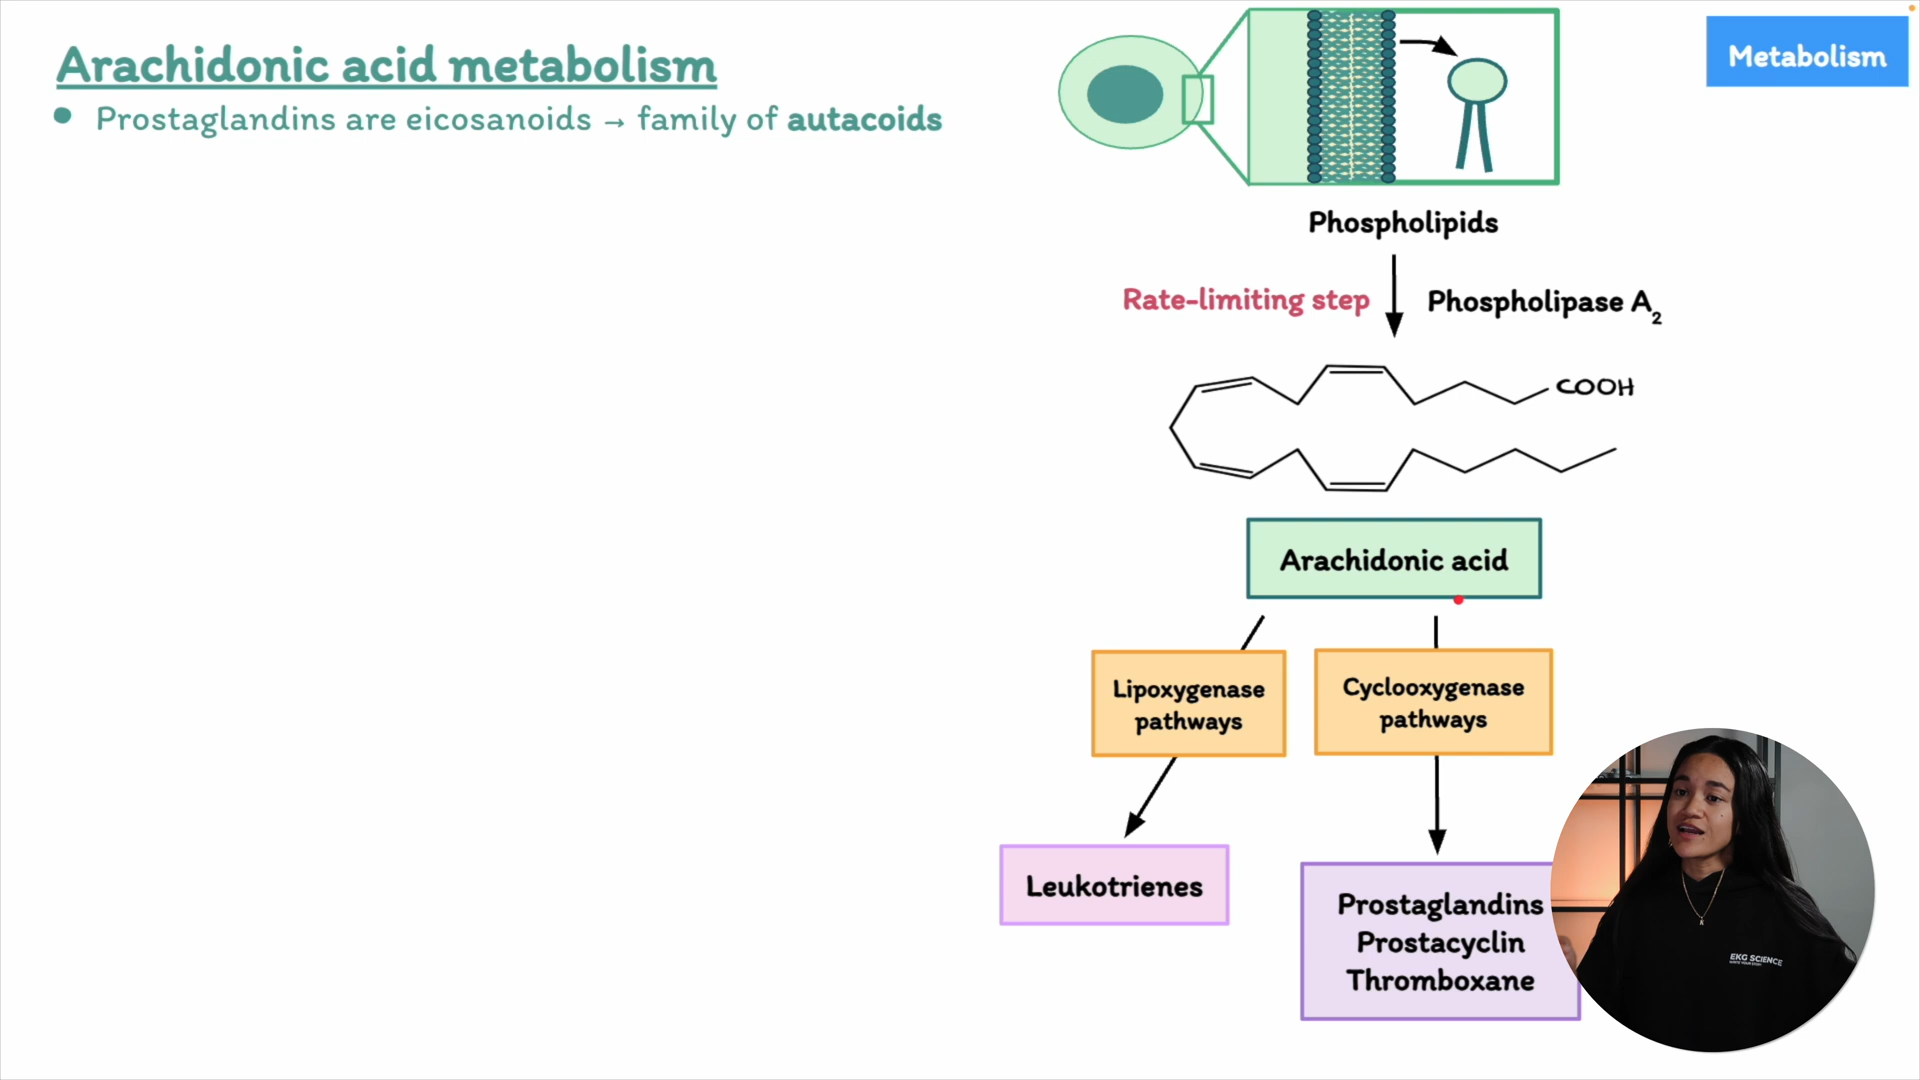 Arachidonic acid metabolism
• Prostaglandins are eicosanoids → family of autacoids
Metabolism
Phospholipids
Rate-limiting step
Phospholipase A₂
COOH
Arachidonic acid
Lipoxygenase
pathways
Cyclooxygenase
pathways
Leukotrienes
Prostaglandins
Prostacyclin
Thromboxane
EKG SCIENCE